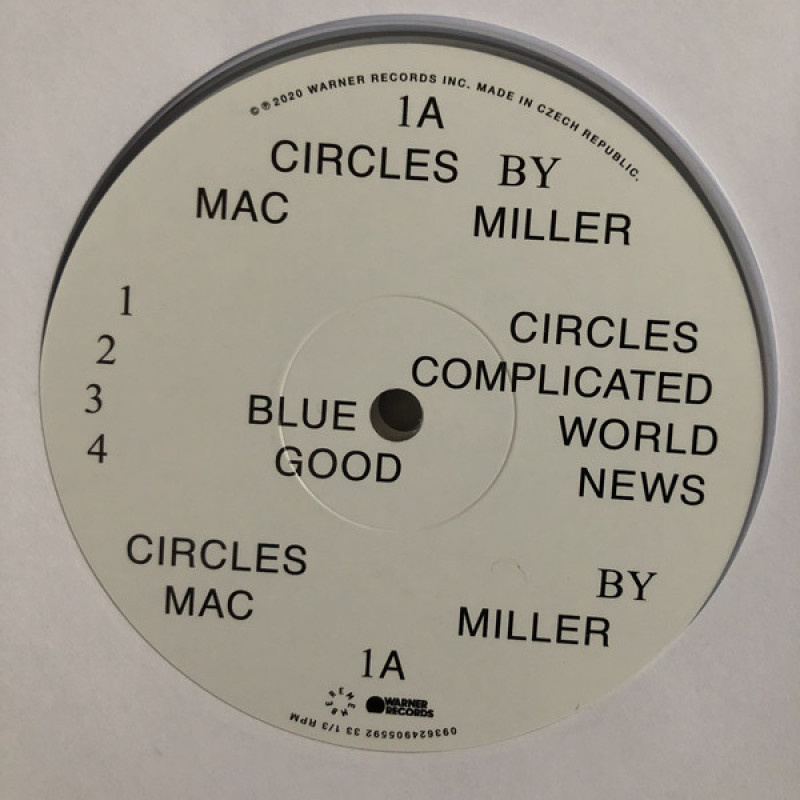 ©℗ 2020 WARNER RECORDS INC. MADE IN CZECH REPUBLIC.
1A
CIRCLES BY
MAC MILLER
1 CIRCLES
2 COMPLICATED
3 BLUE WORLD
4 GOOD NEWS
CIRCLES BY
MAC MILLER
1A
WARNER
RECORDS
093624905592 33 1/3 RPM